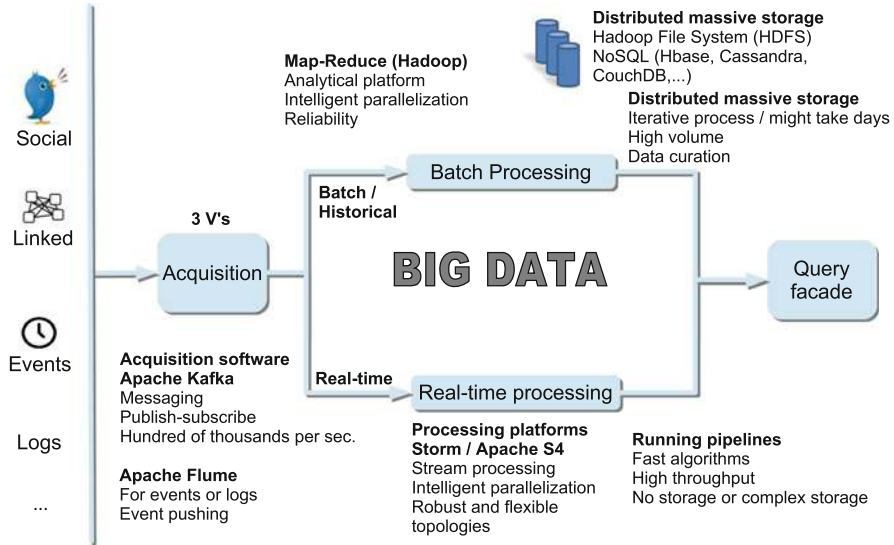 Social
Linked
Events
Logs
...
3 V's
Acquisition
Acquisition software
Apache Kafka
Messaging
Publish-subscribe
Hundred of thousands per sec.
Apache Flume
For events or logs
Event pushing
Map-Reduce (Hadoop)
Analytical platform
Intelligent parallelization
Reliability
Distributed massive storage
Hadoop File System (HDFS)
NoSQL (Hbase, Cassandra,
CouchDB,...)
Distributed massive storage
Iterative process / might take days
High volume
Data curation
Batch /
Historical
Batch Processing
BIG DATA
Query
facade
Real-time
Real-time processing
Processing platforms
Storm / Apache S4
Stream processing
Intelligent parallelization
Robust and flexible
topologies
Running pipelines
Fast algorithms
High throughput
No storage or complex storage